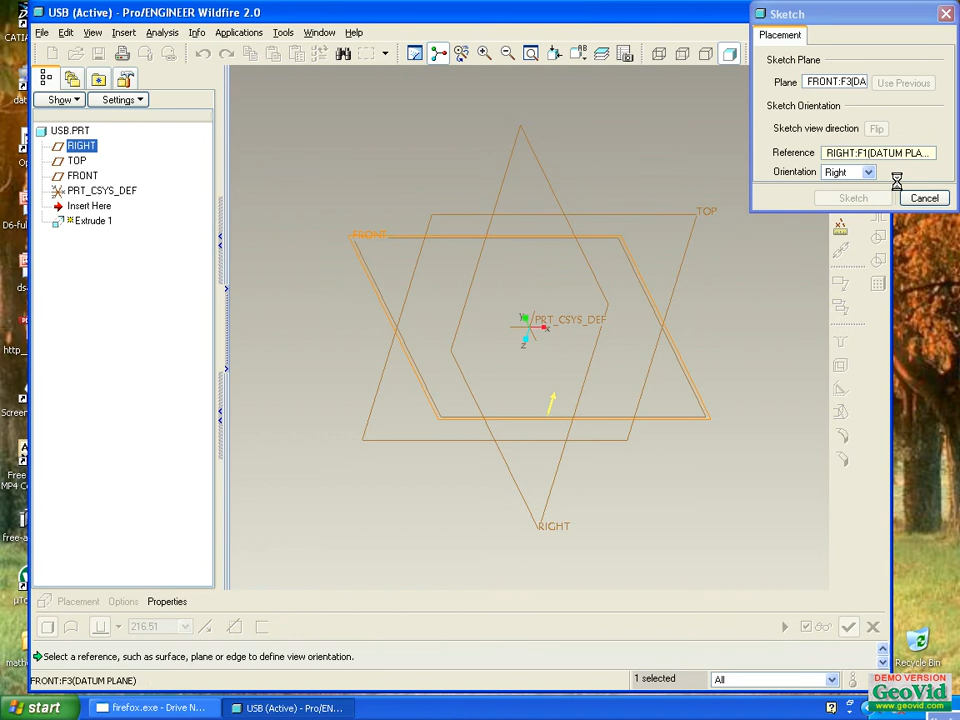 USB (Active) - Pro/ENGINEER Wildfire 2.0
File Edit View Insert Analysis Info Applications Tools Window Help
Show Settings
USB.PRT
RIGHT
TOP
FRONT
PRT_CSYS_DEF
Insert Here
Extrude 1
FRONT
TOP
PRT_CSYS_DEF
y
x
z
RIGHT
Sketch
Placement
Sketch Plane
Plane FRONT:F3(DA Use Previous
Sketch Orientation
Sketch view direction Flip
Reference RIGHT:F1(DATUM PLA...
Orientation Right
Sketch Cancel
Placement Options Properties
216.51
Select a reference, such as surface, plane or edge to define view orientation.
FRONT:F3(DATUM PLANE)
1 selected All
CATIA
Screen
Free
MP4 C
Recycle Bin
start
firefox.exe - Drive N...
USB (Active) - Pro/EN...
DEMO VERSION
GeoVid
www.geovid.com